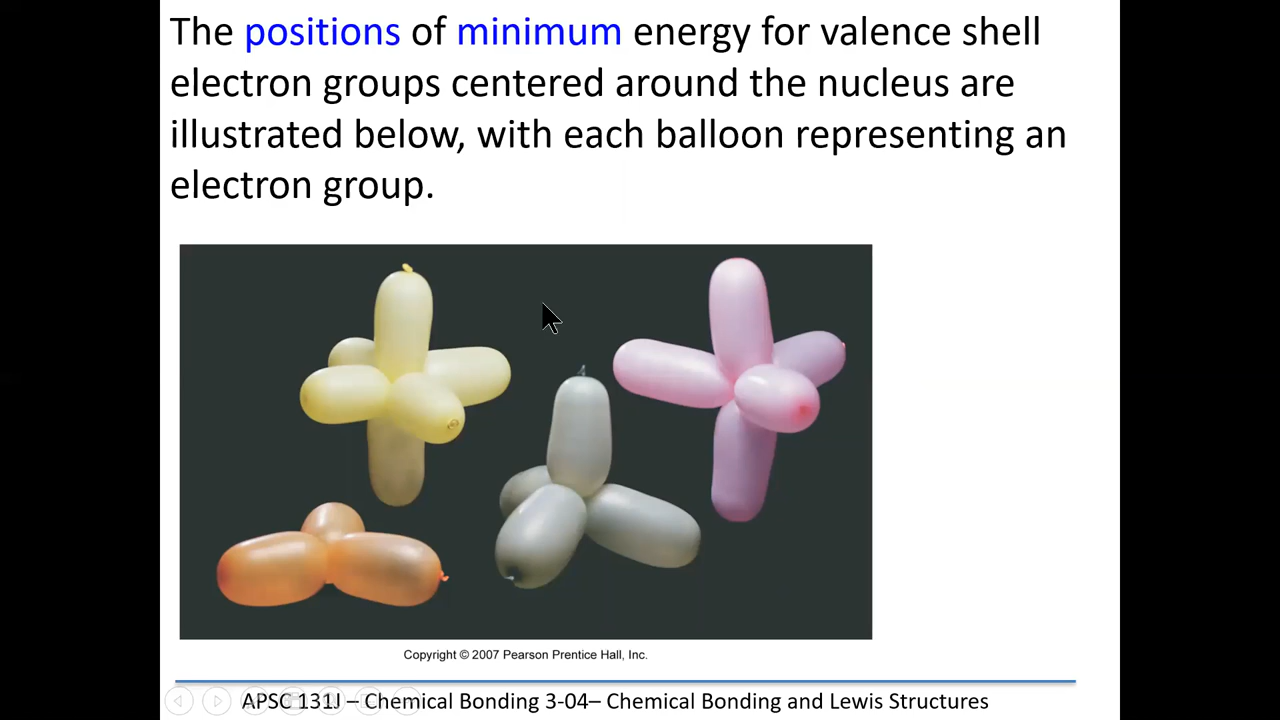 The positions of minimum energy for valence shell
electron groups centered around the nucleus are
illustrated below, with each balloon representing an
electron group.
Copyright © 2007 Pearson Prentice Hall, Inc.
APSC 131J – Chemical Bonding 3-04– Chemical Bonding and Lewis Structures